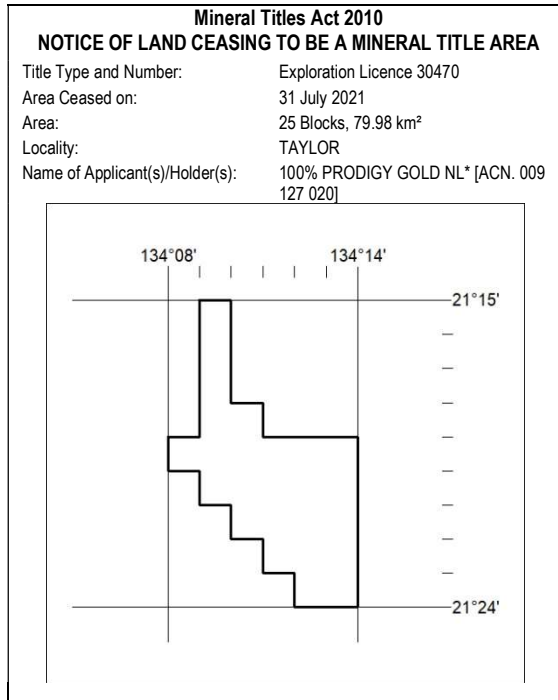 Mineral Titles Act 2010
NOTICE OF LAND CEASING TO BE A MINERAL TITLE AREA
Title Type and Number: Exploration Licence 30470
Area Ceased on: 31 July 2021
Area: 25 Blocks, 79.98 km²
Locality: TAYLOR
Name of Applicant(s)/Holder(s): 100% PRODIGY GOLD NL* [ACN. 009
127 020]
134°08' 134°14'
21°15'
21°24'